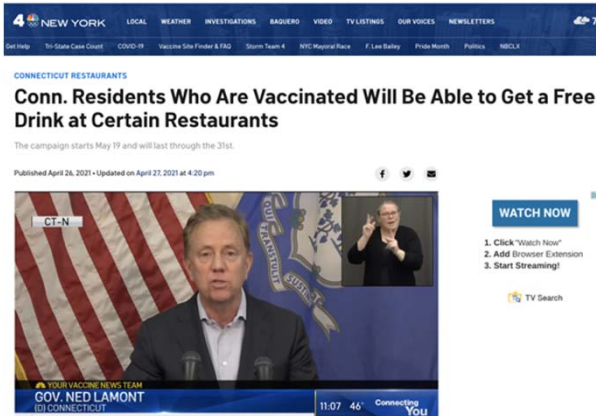 4 NEW YORK LOCAL WEATHER INVESTIGATIONS BAQUERO VIDEO TV LISTINGS OUR VOICES NEWSLETTERS 7
Get Help Tri-State Case Count COVID-19 Vaccine Site Finder & FAQ Storm Team 4 NYC Mayoral Race F. Lee Bailey Pride Month Politics NBCLX
CONNECTICUT RESTAURANTS
Conn. Residents Who Are Vaccinated Will Be Able to Get a Free
Drink at Certain Restaurants
The campaign starts May 19 and will last through the 31st.
Published April 26, 2021 • Updated on April 27, 2021 at 4:20 pm
CT-N
WATCH NOW
1. Click "Watch Now"
2. Add Browser Extension
3. Start Streaming!
TV Search
YOUR VACCINE NEWS TEAM
GOV. NED LAMONT
(D) CONNECTICUT
11:07 46° Connecting
You